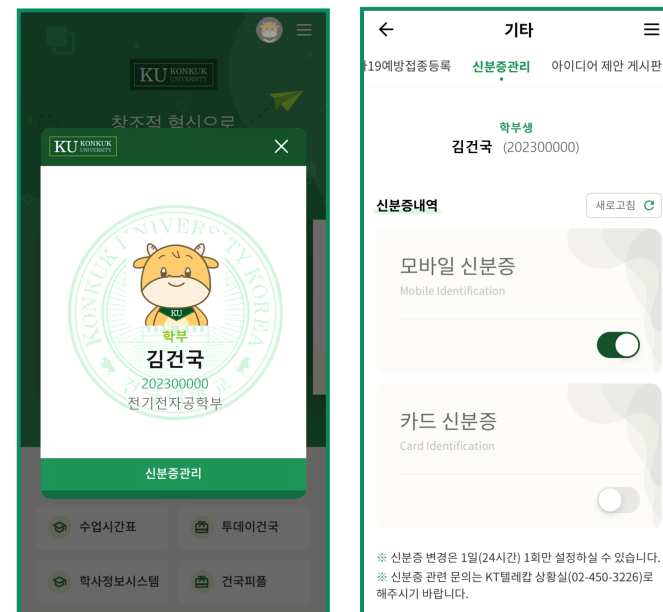 KU KONKUK
UNIVERSITY
창조적 혁신으로
KU KONKUK
UNIVERSITY
KONKUK UNIVERSITY KOREA
건국대학교
KU
학부
김건국
202300000
전기전자공학부
신분증관리
수업시간표
투데이건국
학사정보시스템
건국피플
기타
19예방접종등록
신분증관리
아이디어 제안 게시판
학부생
김건국 (202300000)
신분증내역
새로고침
모바일 신분증
Mobile Identification
카드 신분증
Card Identification
※ 신분증 변경은 1일(24시간) 1회만 설정하실 수 있습니다.
※ 신분증 관련 문의는 KT텔레캅 상황실(02-450-3226)로
해주시기 바랍니다.